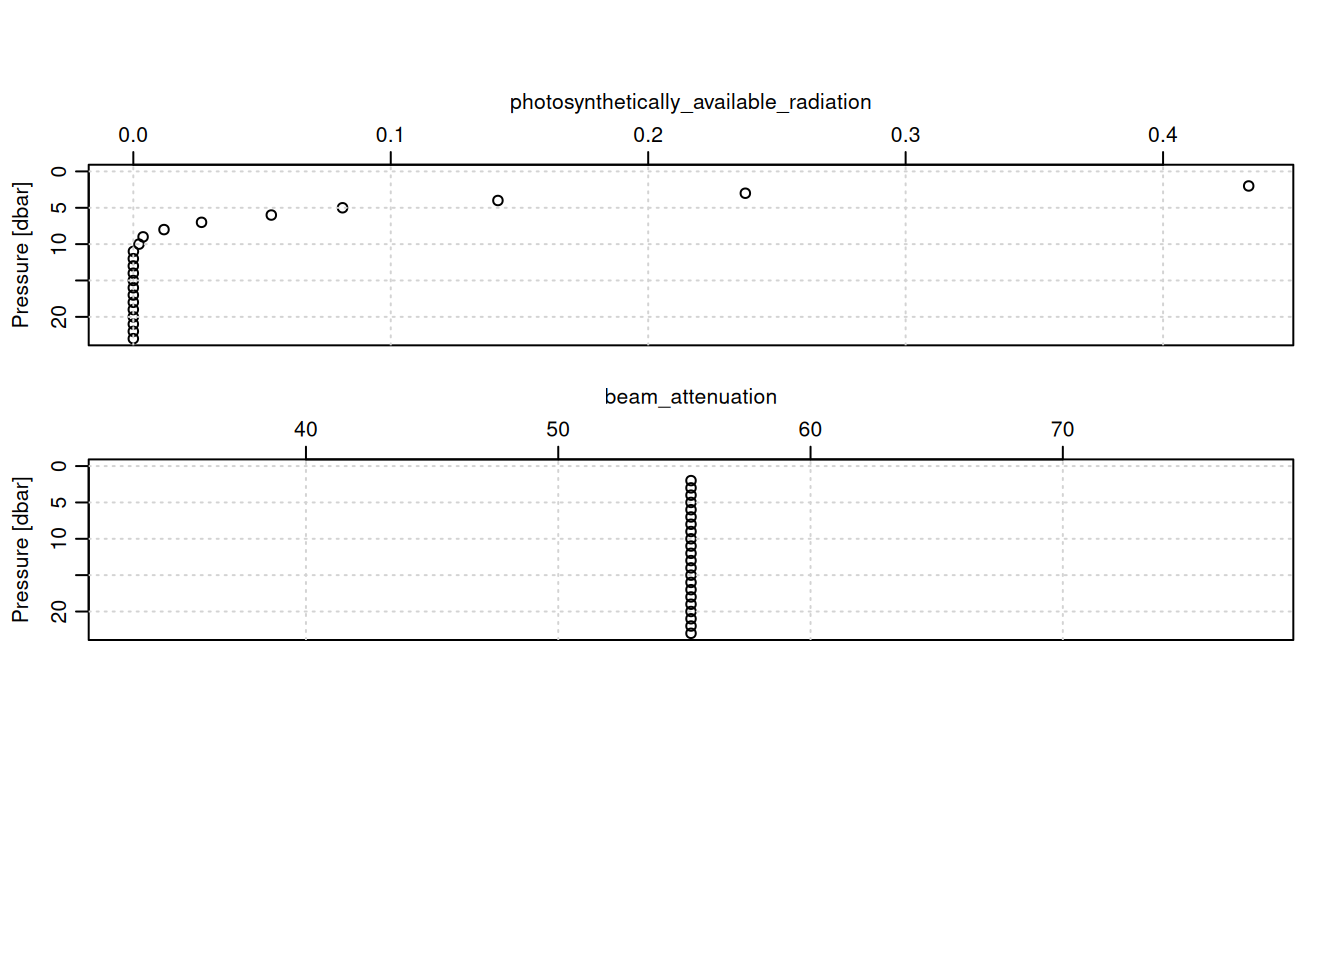 photosynthetically_available_radiation
0.0 0.1 0.2 0.3 0.4
Pressure [dbar]
0
5
10
20
beam_attenuation
40 50 60 70
Pressure [dbar]
0
5
10
20